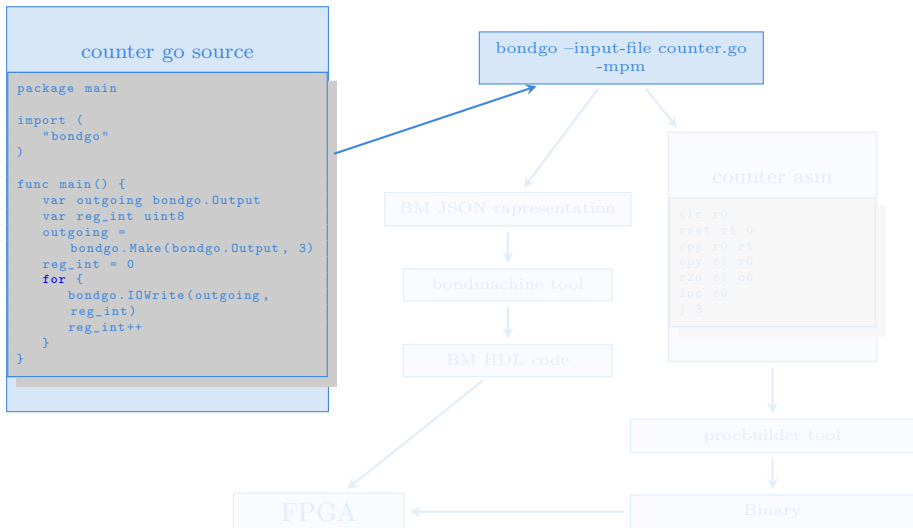 counter go source
package main
import (
"bondgo"
)
func main() {
var outgoing bondgo.Output
var reg_int uint8
outgoing =
bondgo.Make(bondgo.Output, 3)
reg_int = 0
for {
bondgo.IOWrite(outgoing,
reg_int)
reg_int++
}
}
bondgo –input-file counter.go
-mpm
BM JSON rapresentation
bondmachine tool
BM HDL code
FPGA
counter asm
clr r0
rset r1 0
cpy r0 r1
cpy r1 r0
r2o r1 o0
inc r0
j 3
procbuilder tool
Binary